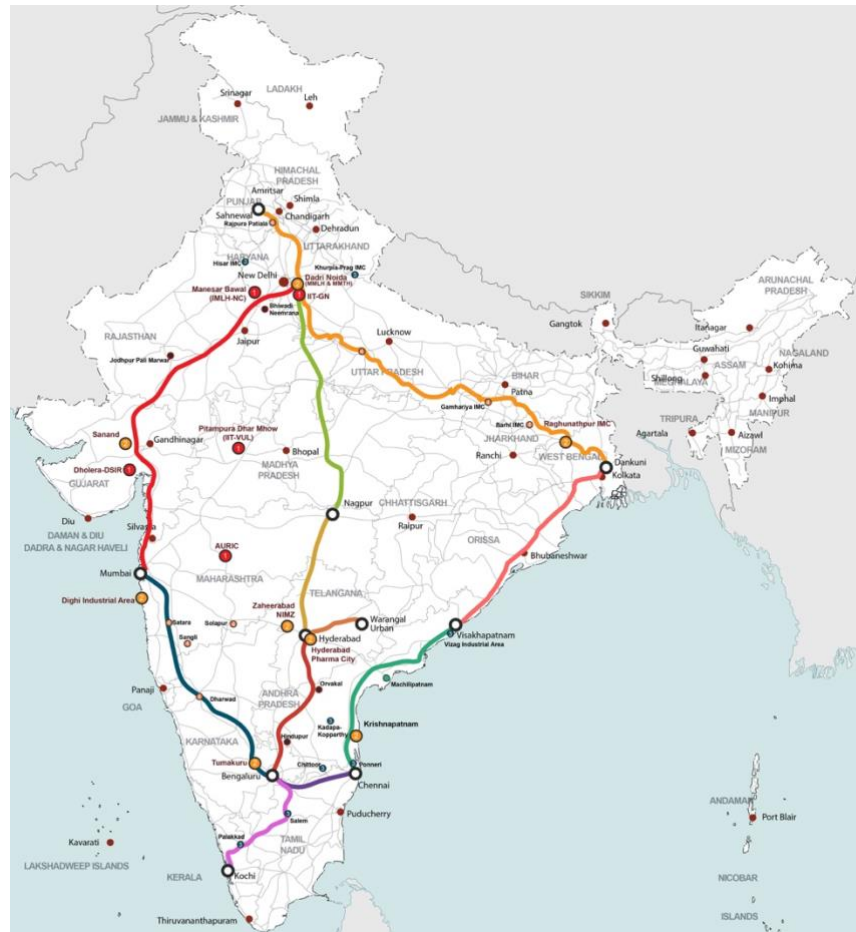 LADAKH
Srinagar
Leh
JAMMU & KASHMIR
HIMACHAL
PRADESH
PUNJAB
Amritsar
Shimla
Sahnewal
Chandigarh
Rajpura Patiala
Dehradun
UTTARAKHAND
HARYANA
Hisar IMC
Khurpia-Prag IMC
New Delhi
Dadri Noida
(MMLH & MMTH)
Manesar Bawal
(IMLH-NC)
IIT-GN
Bhiwadi
Neemrana
ARUNACHAL
PRADESH
SIKKIM
RAJASTHAN
Jaipur
Lucknow
Gangtok
Itanagar
Jodhpur Pali Marwar
UTTAR PRADESH
Guwahati
ASSAM
NAGALAND
Kohima
BIHAR
Patna
Shillong
MEGHALAYA
Imphal
MANIPUR
Gamhariya IMC
Barhi IMC
Raghunathpur IMC
TRIPURA
Sanand
Gandhinagar
Pitampura Dhar Mhow
(IIT-VUL)
JHARKHAND
Agartala
Aizawl
MIZORAM
Dholera-DSIR
Bhopal
MADHYA
PRADESH
Ranchi
WEST BENGAL
Dankuni
Kolkata
GUJARAT
Nagpur
CHHATTISGARH
Diu
Raipur
DAMAN & DIU
DADRA & NAGAR HAVELI
Silvassa
ORISSA
AURIC
Bhubaneshwar
Mumbai
MAHARASHTRA
TELANGANA
Dighi Industrial Area
Zaheerabad
NIMZ
Warangal
Urban
Satara
Solapur
Hyderabad
Visakhapatnam
Vizag Industrial Area
Sangli
Hyderabad
Pharma City
Orvakal
Machilipatnam
Panaji
GOA
Dharwad
ANDHRA
PRADESH
Kadapa-
Kopparthy
Krishnapatnam
KARNATAKA
Hindupur
Tumakuru
Chittoor
Ponneri
Bengaluru
Chennai
ANDAMAN
Puducherry
Port Blair
Salem
Kavarati
Palakkad
TAMIL
NADU
LAKSHADWEEP ISLANDS
KERALA
Kochi
NICOBAR
Thiruvananthapuram
ISLANDS